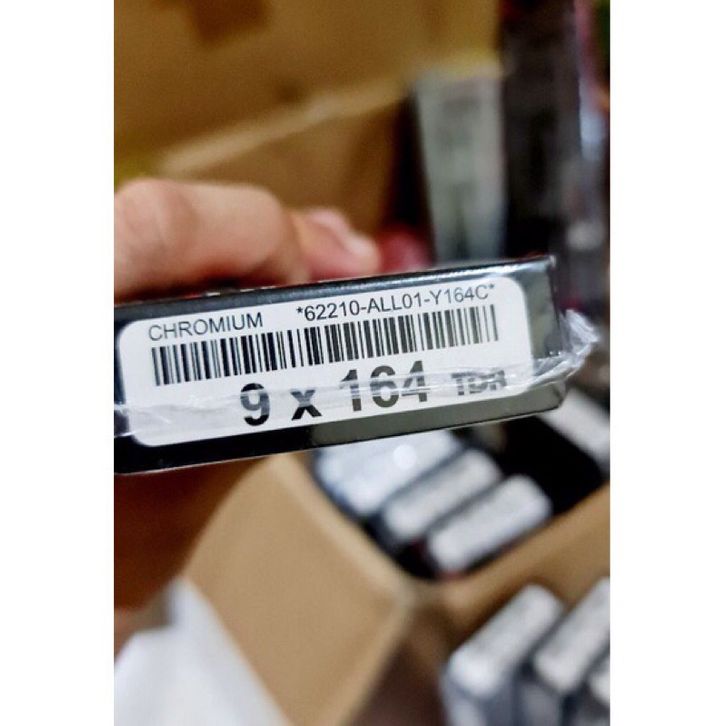 CHROMIUM *62210-ALL01-Y164C*
9 x 164 TDR